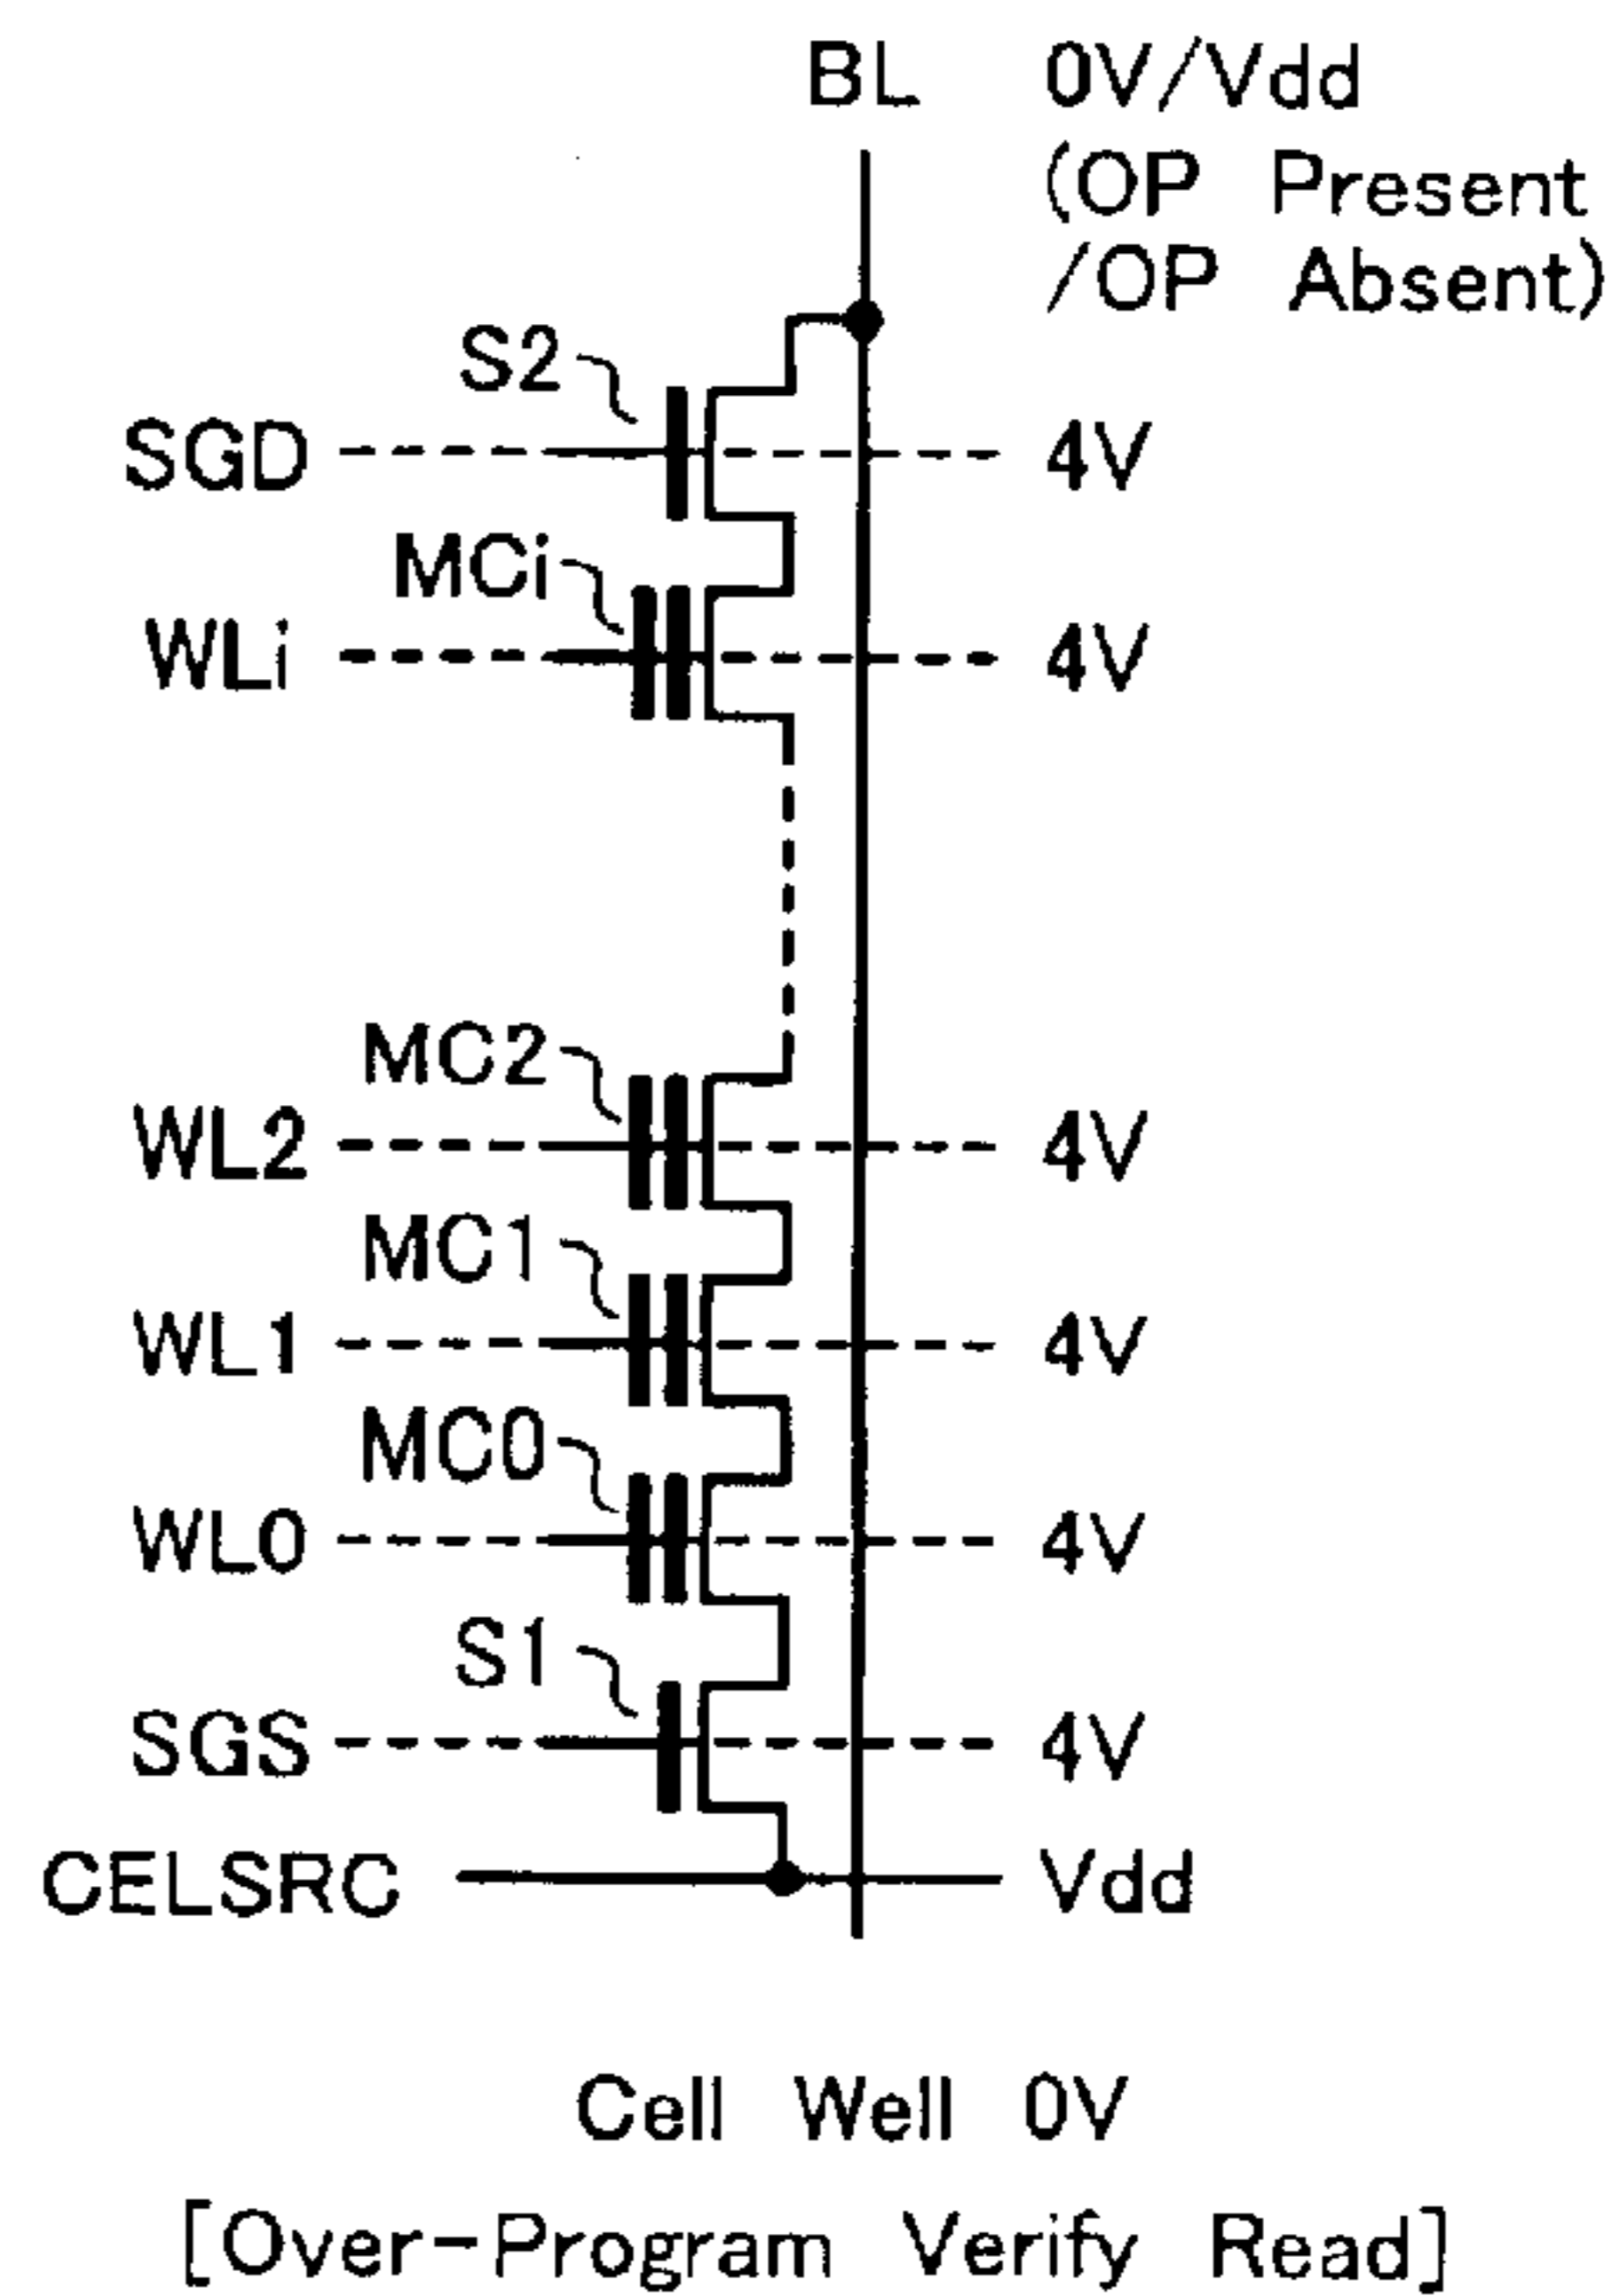 BL 0V/Vdd
(OP Present
/OP Absent)
S2
SGD 4V
MCi
WLi 4V
MC2
WL2 4V
MC1
WL1 4V
MC0
WL0 4V
S1
SGS 4V
CELSRC Vdd
Cell Well 0V
[Over-Program Verify Read]